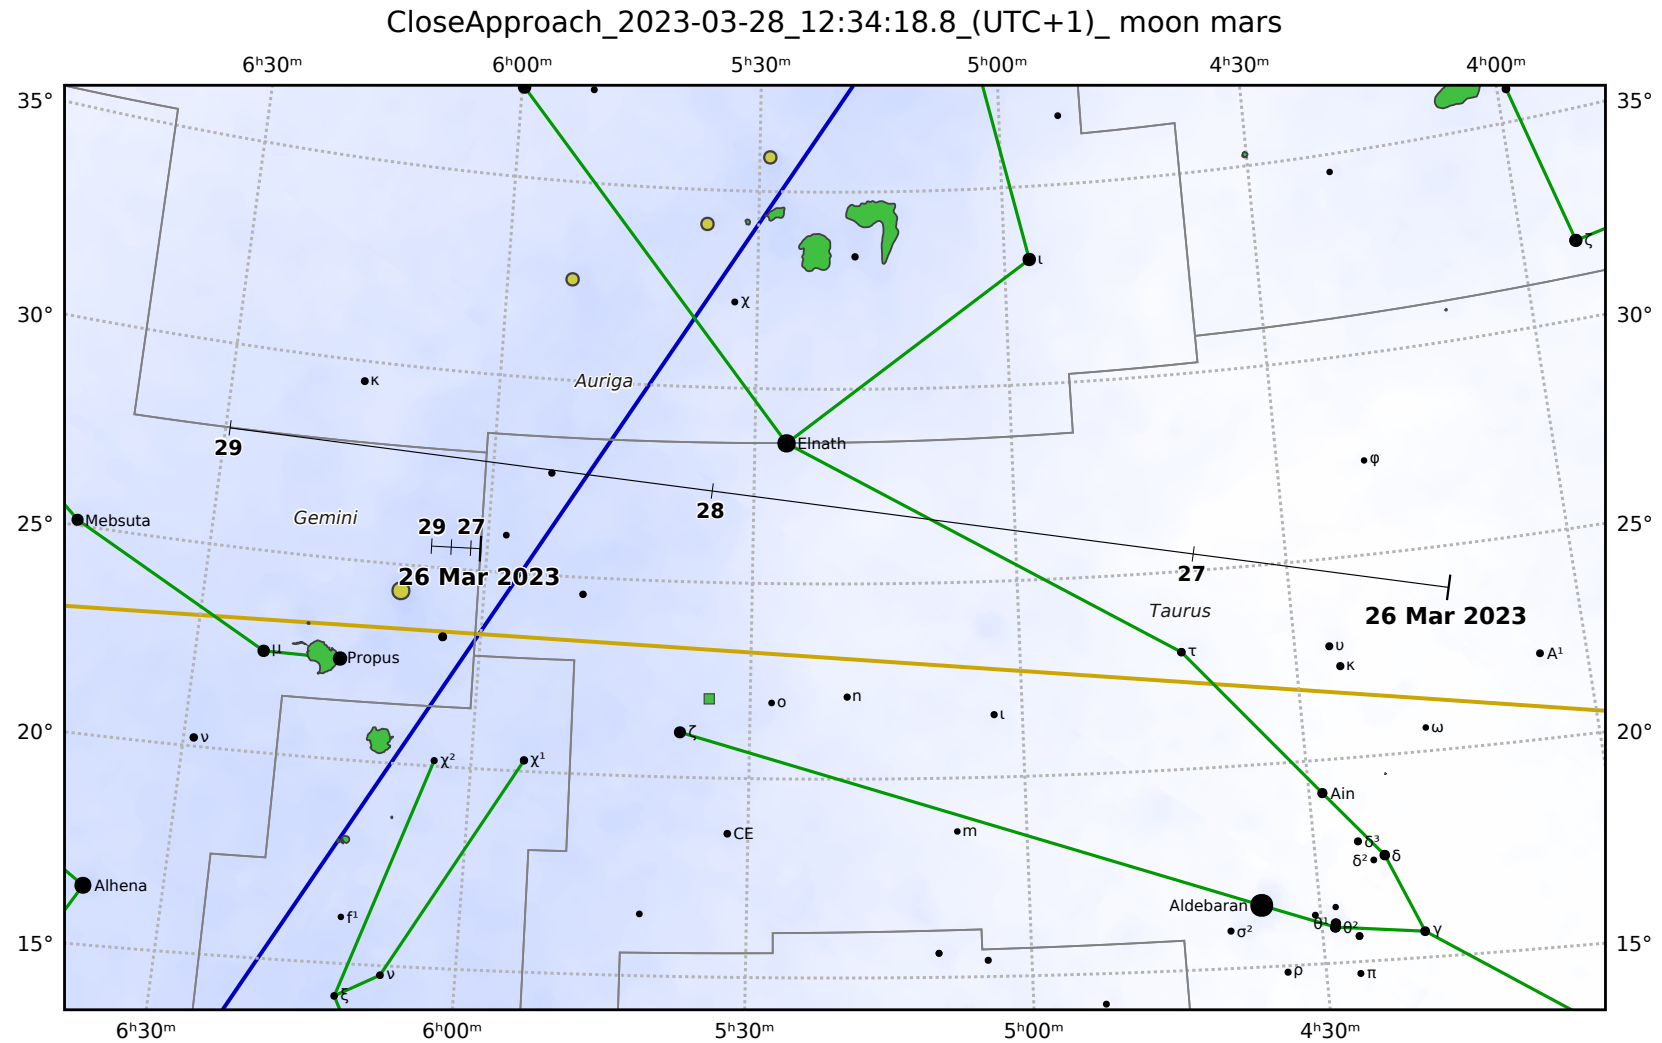 CloseApproach_2023-03-28_12:34:18.8_(UTC+1)_ moon mars
6ʰ30ᵐ 6ʰ00ᵐ 5ʰ30ᵐ 5ʰ00ᵐ 4ʰ30ᵐ 4ʰ00ᵐ
35° 35°
ζ
ι
χ
30° 30°
κ Auriga
29 Elnath
φ
28
Mebsuta Gemini 25° 25°
29 27
26 Mar 2023 27
Taurus 26 Mar 2023
μ Propus τ υ A¹
κ
ο n ι
20° ν ζ ω 20°
χ² χ¹
Ain
CE m δ³
δ² δ
Alhena Aldebaran
f¹ θ¹ θ² γ
σ²
15° 15°
ν ρ π
ξ
6ʰ30ᵐ 6ʰ00ᵐ 5ʰ30ᵐ 5ʰ00ᵐ 4ʰ30ᵐ